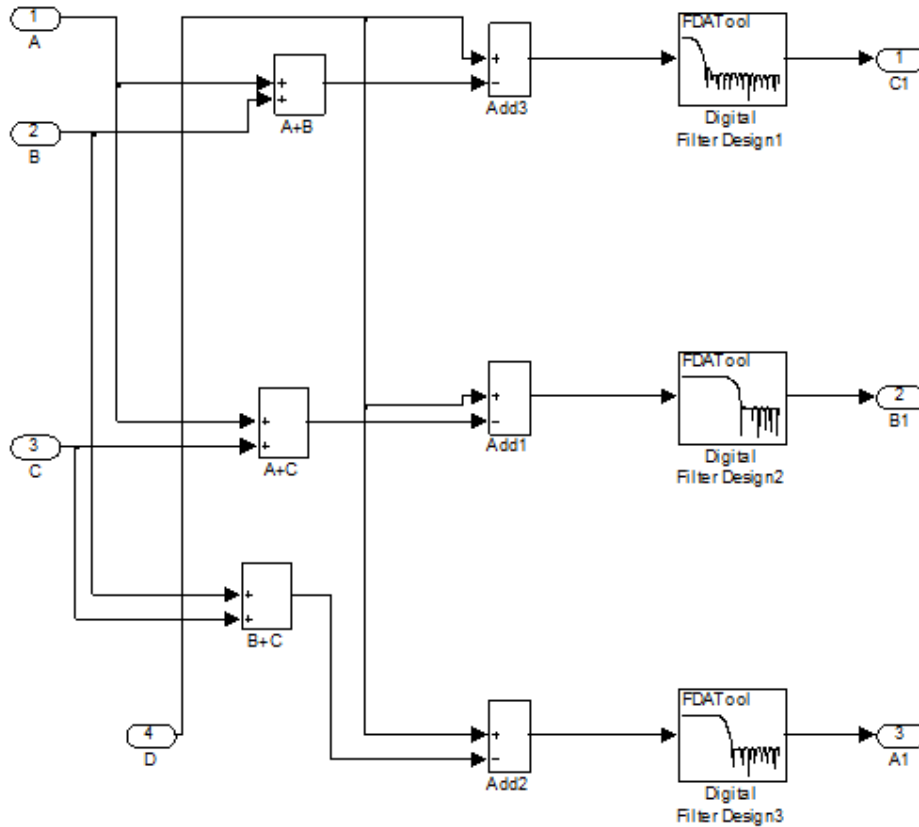 1
A
2
B
+
+
A+B
+
−
Add3
FDATool
Digital
Filter Design1
1
C1
3
C
+
+
A+C
+
−
Add1
FDATool
Digital
Filter Design2
2
B1
+
+
B+C
4
D
+
−
Add2
FDATool
Digital
Filter Design3
3
A1